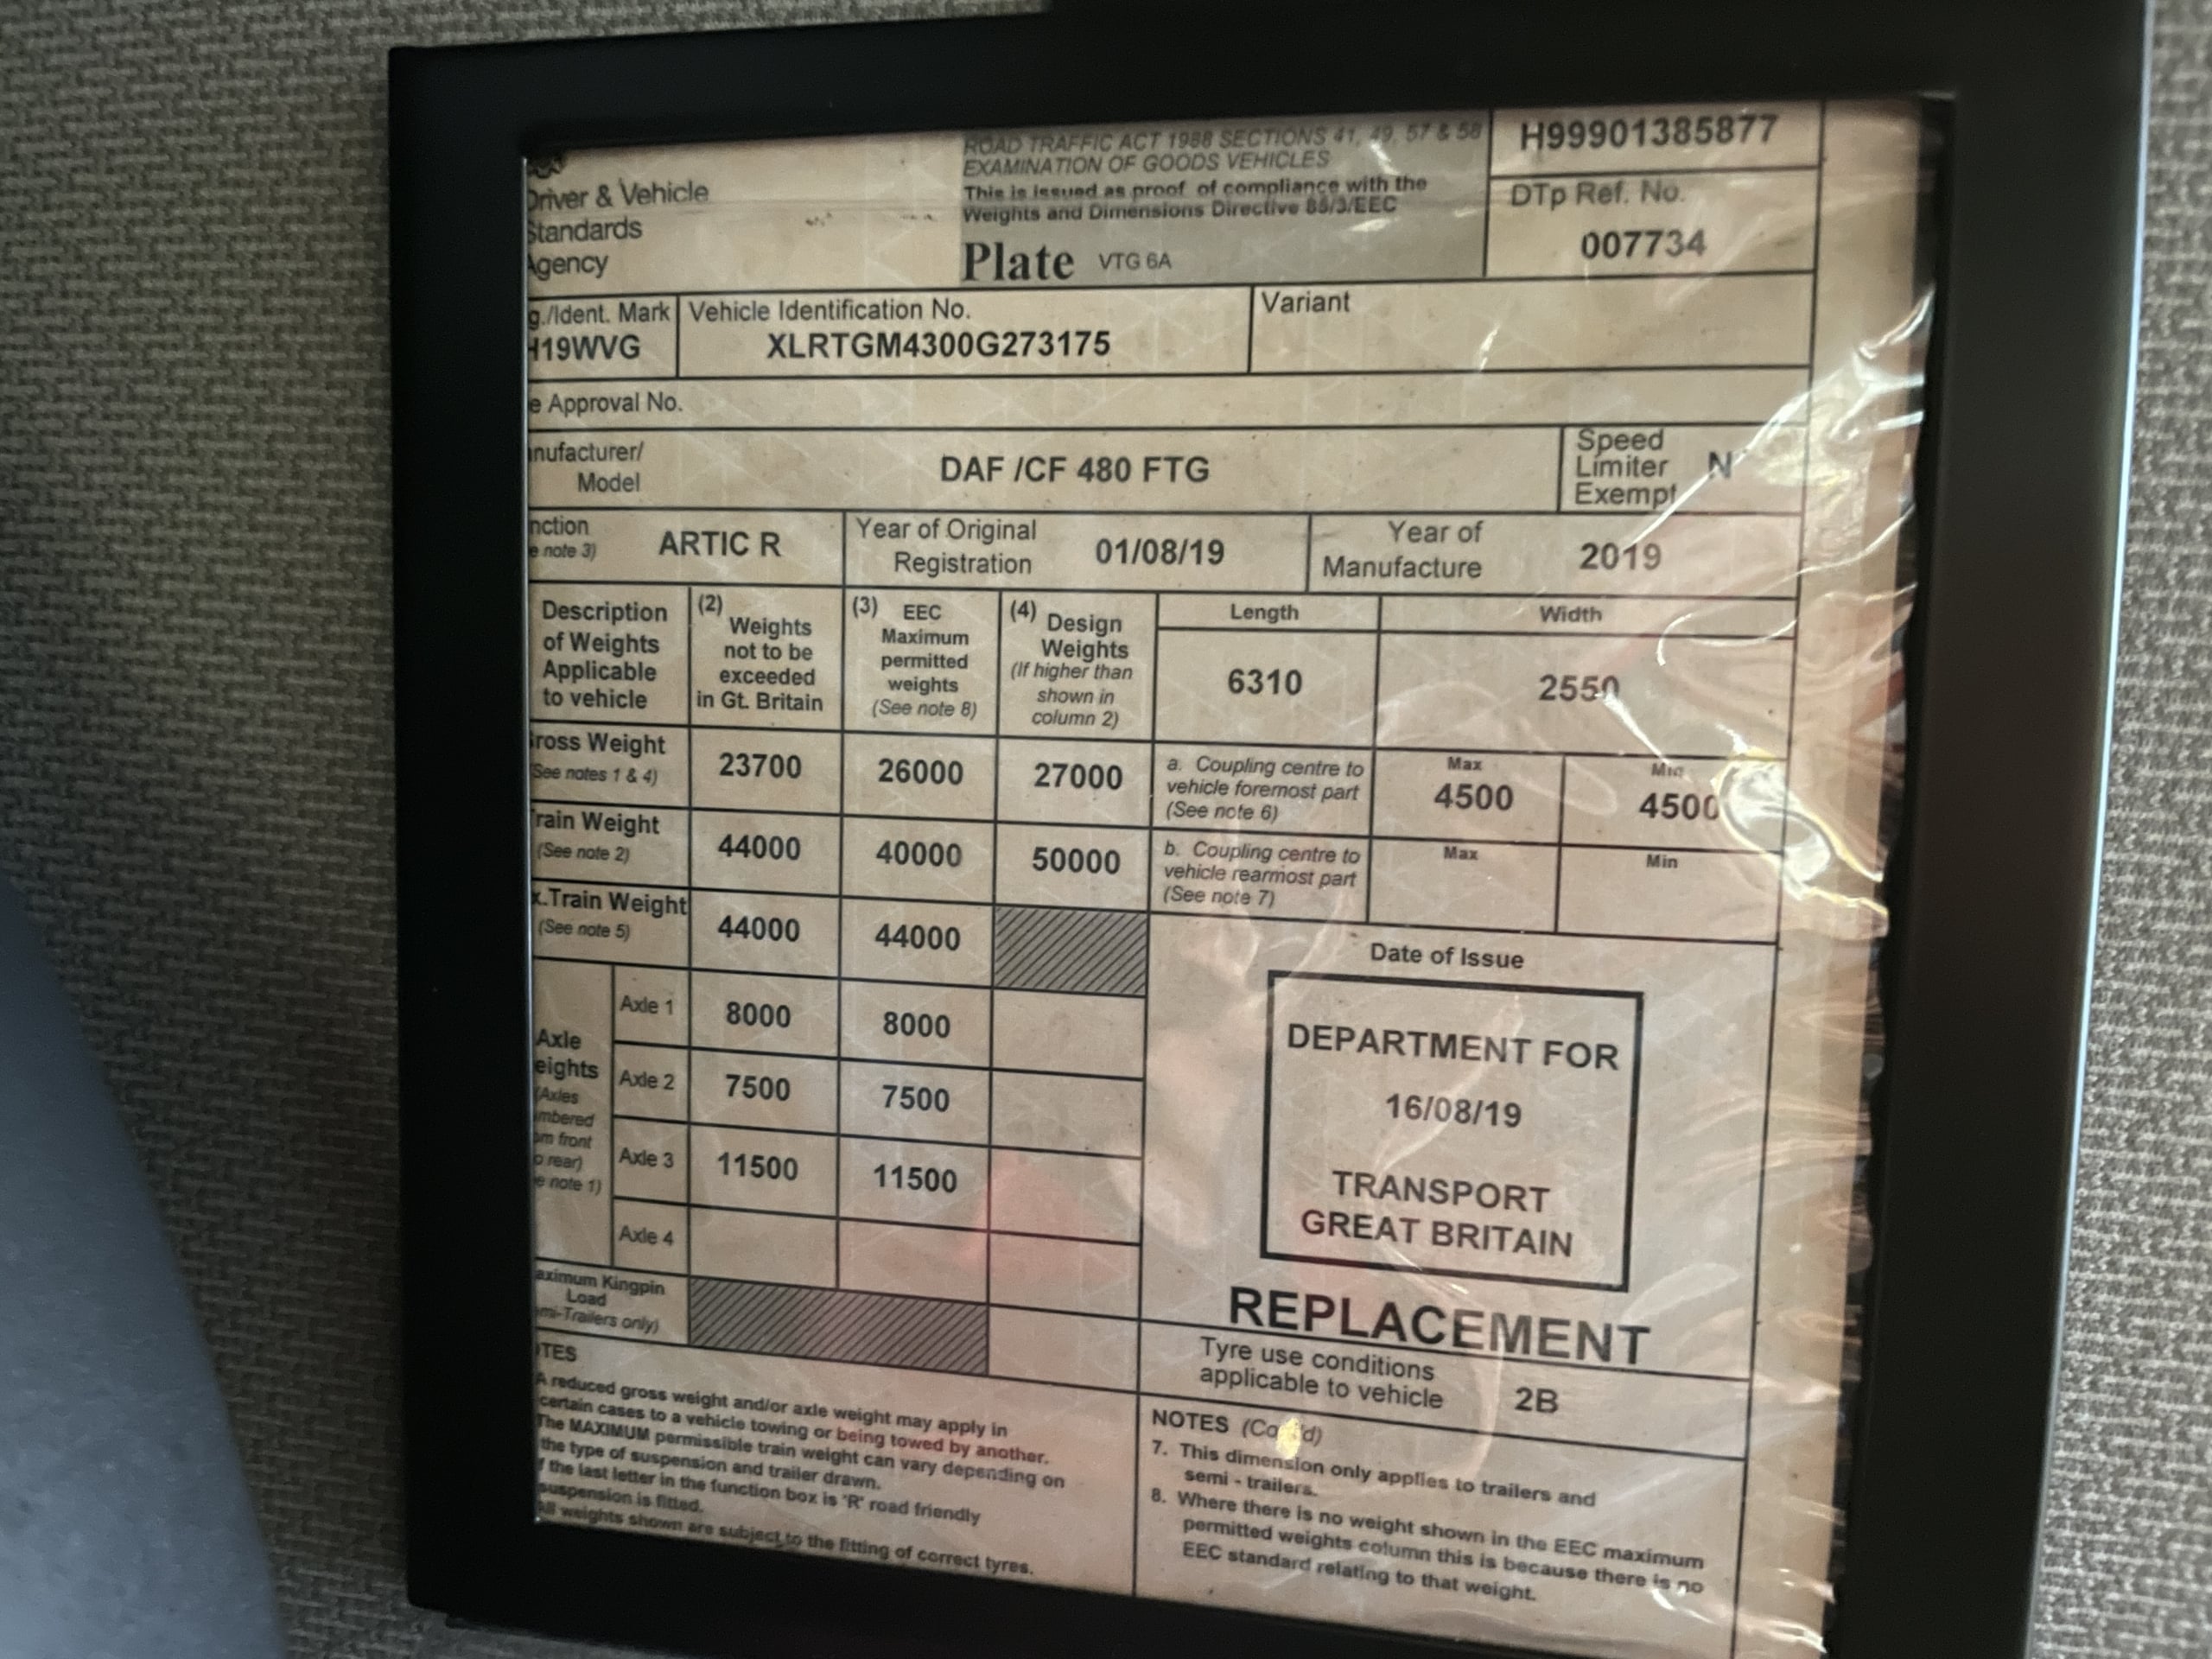 ROAD TRAFFIC ACT 1988 SECTIONS 41, 49, 57 & 58
EXAMINATION OF GOODS VEHICLES
This is issued as proof of compliance with the
Weights and Dimensions Directive 85/3/EEC
Plate VTG 6A
H99901385877
DTp Ref. No.
007734
Driver & Vehicle
Standards
Agency
g./Ident. Mark
H19WVG
Vehicle Identification No.
XLRTGM4300G273175
Variant
e Approval No.
nufacturer/
Model
DAF /CF 480 FTG
Speed
Limiter
Exempt
N
nction
e note 3)
ARTIC R
Year of Original
Registration
01/08/19
Year of
Manufacture
2019
Description
of Weights
Applicable
to vehicle
(2) Weights
not to be
exceeded
in Gt. Britain
(3) EEC
Maximum
permitted
weights
(See note 8)
(4) Design
Weights
(If higher than
shown in
column 2)
Length
6310
Width
2550
ross Weight
See notes 1 & 4)
23700
26000
27000
a. Coupling centre to
vehicle foremost part
(See note 6)
Max
4500
Min
4500
Train Weight
(See note 2)
44000
40000
50000
b. Coupling centre to
vehicle rearmost part
(See note 7)
Max
Min
x.Train Weight
(See note 5)
44000
44000
Date of Issue
DEPARTMENT FOR
16/08/19
TRANSPORT
GREAT BRITAIN
REPLACEMENT
Axle
eights
(Axles
mbered
om front
o rear)
e note 1)
Axle 1
8000
8000
Axle 2
7500
7500
Axle 3
11500
11500
Axle 4
aximum Kingpin
Load
mi-Trailers only)
Tyre use conditions
applicable to vehicle
2B
TES
A reduced gross weight and/or axle weight may apply in
certain cases to a vehicle towing or being towed by another.
The MAXIMUM permissible train weight can vary depending on
the type of suspension and trailer drawn.
f the last letter in the function box is 'R' road friendly
suspension is fitted.
All weights shown are subject to the fitting of correct tyres.
NOTES (Cont'd)
7. This dimension only applies to trailers and
semi - trailers.
8. Where there is no weight shown in the EEC maximum
permitted weights column this is because there is no
EEC standard relating to that weight.